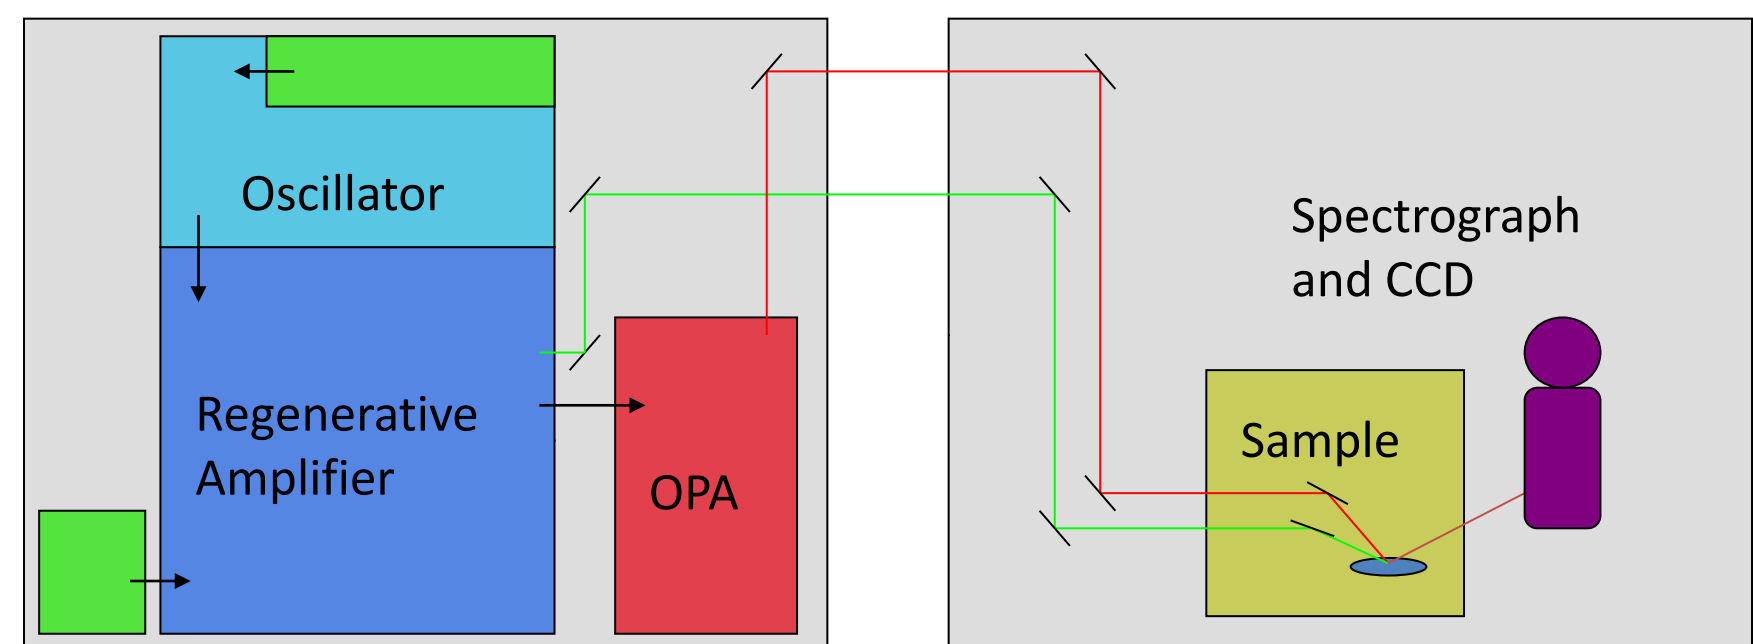 Oscillator
Regenerative
Amplifier
OPA
Spectrograph
and CCD
Sample